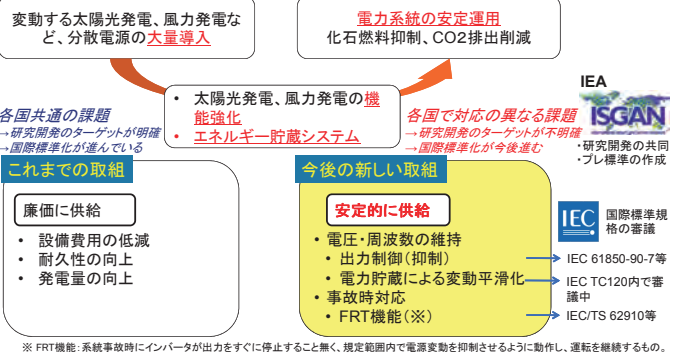 変動する太陽光発電、風力発電な
ど、分散電源の大量導入
電力系統の安定運用
化石燃料抑制、CO2排出削減
• 太陽光発電、風力発電の機
能強化
• エネルギー貯蔵システム
各国共通の課題
→研究開発のターゲットが明確
→国際標準化が進んでいる
各国で対応の異なる課題
→研究開発のターゲットが不明確
→国際標準化が今後進む
IEA
ISGAN
・研究開発の共同
・プレ標準の作成
これまでの取組
廉価に供給
• 設備費用の低減
• 耐久性の向上
• 発電量の向上
今後の新しい取組
安定的に供給
• 電圧・周波数の維持
• 出力制御(抑制)
• 電力貯蔵による変動平滑化
• 事故時対応
• FRT機能(※)
IEC
国際標準規
格の審議
IEC 61850-90-7等
IEC TC120内で審
議中
IEC/TS 62910等
※ FRT機能:系統事故時にインバータが出力をすぐに停止すること無く、規定範囲内で電源変動を抑制させるように動作し、運転を継続するもの。